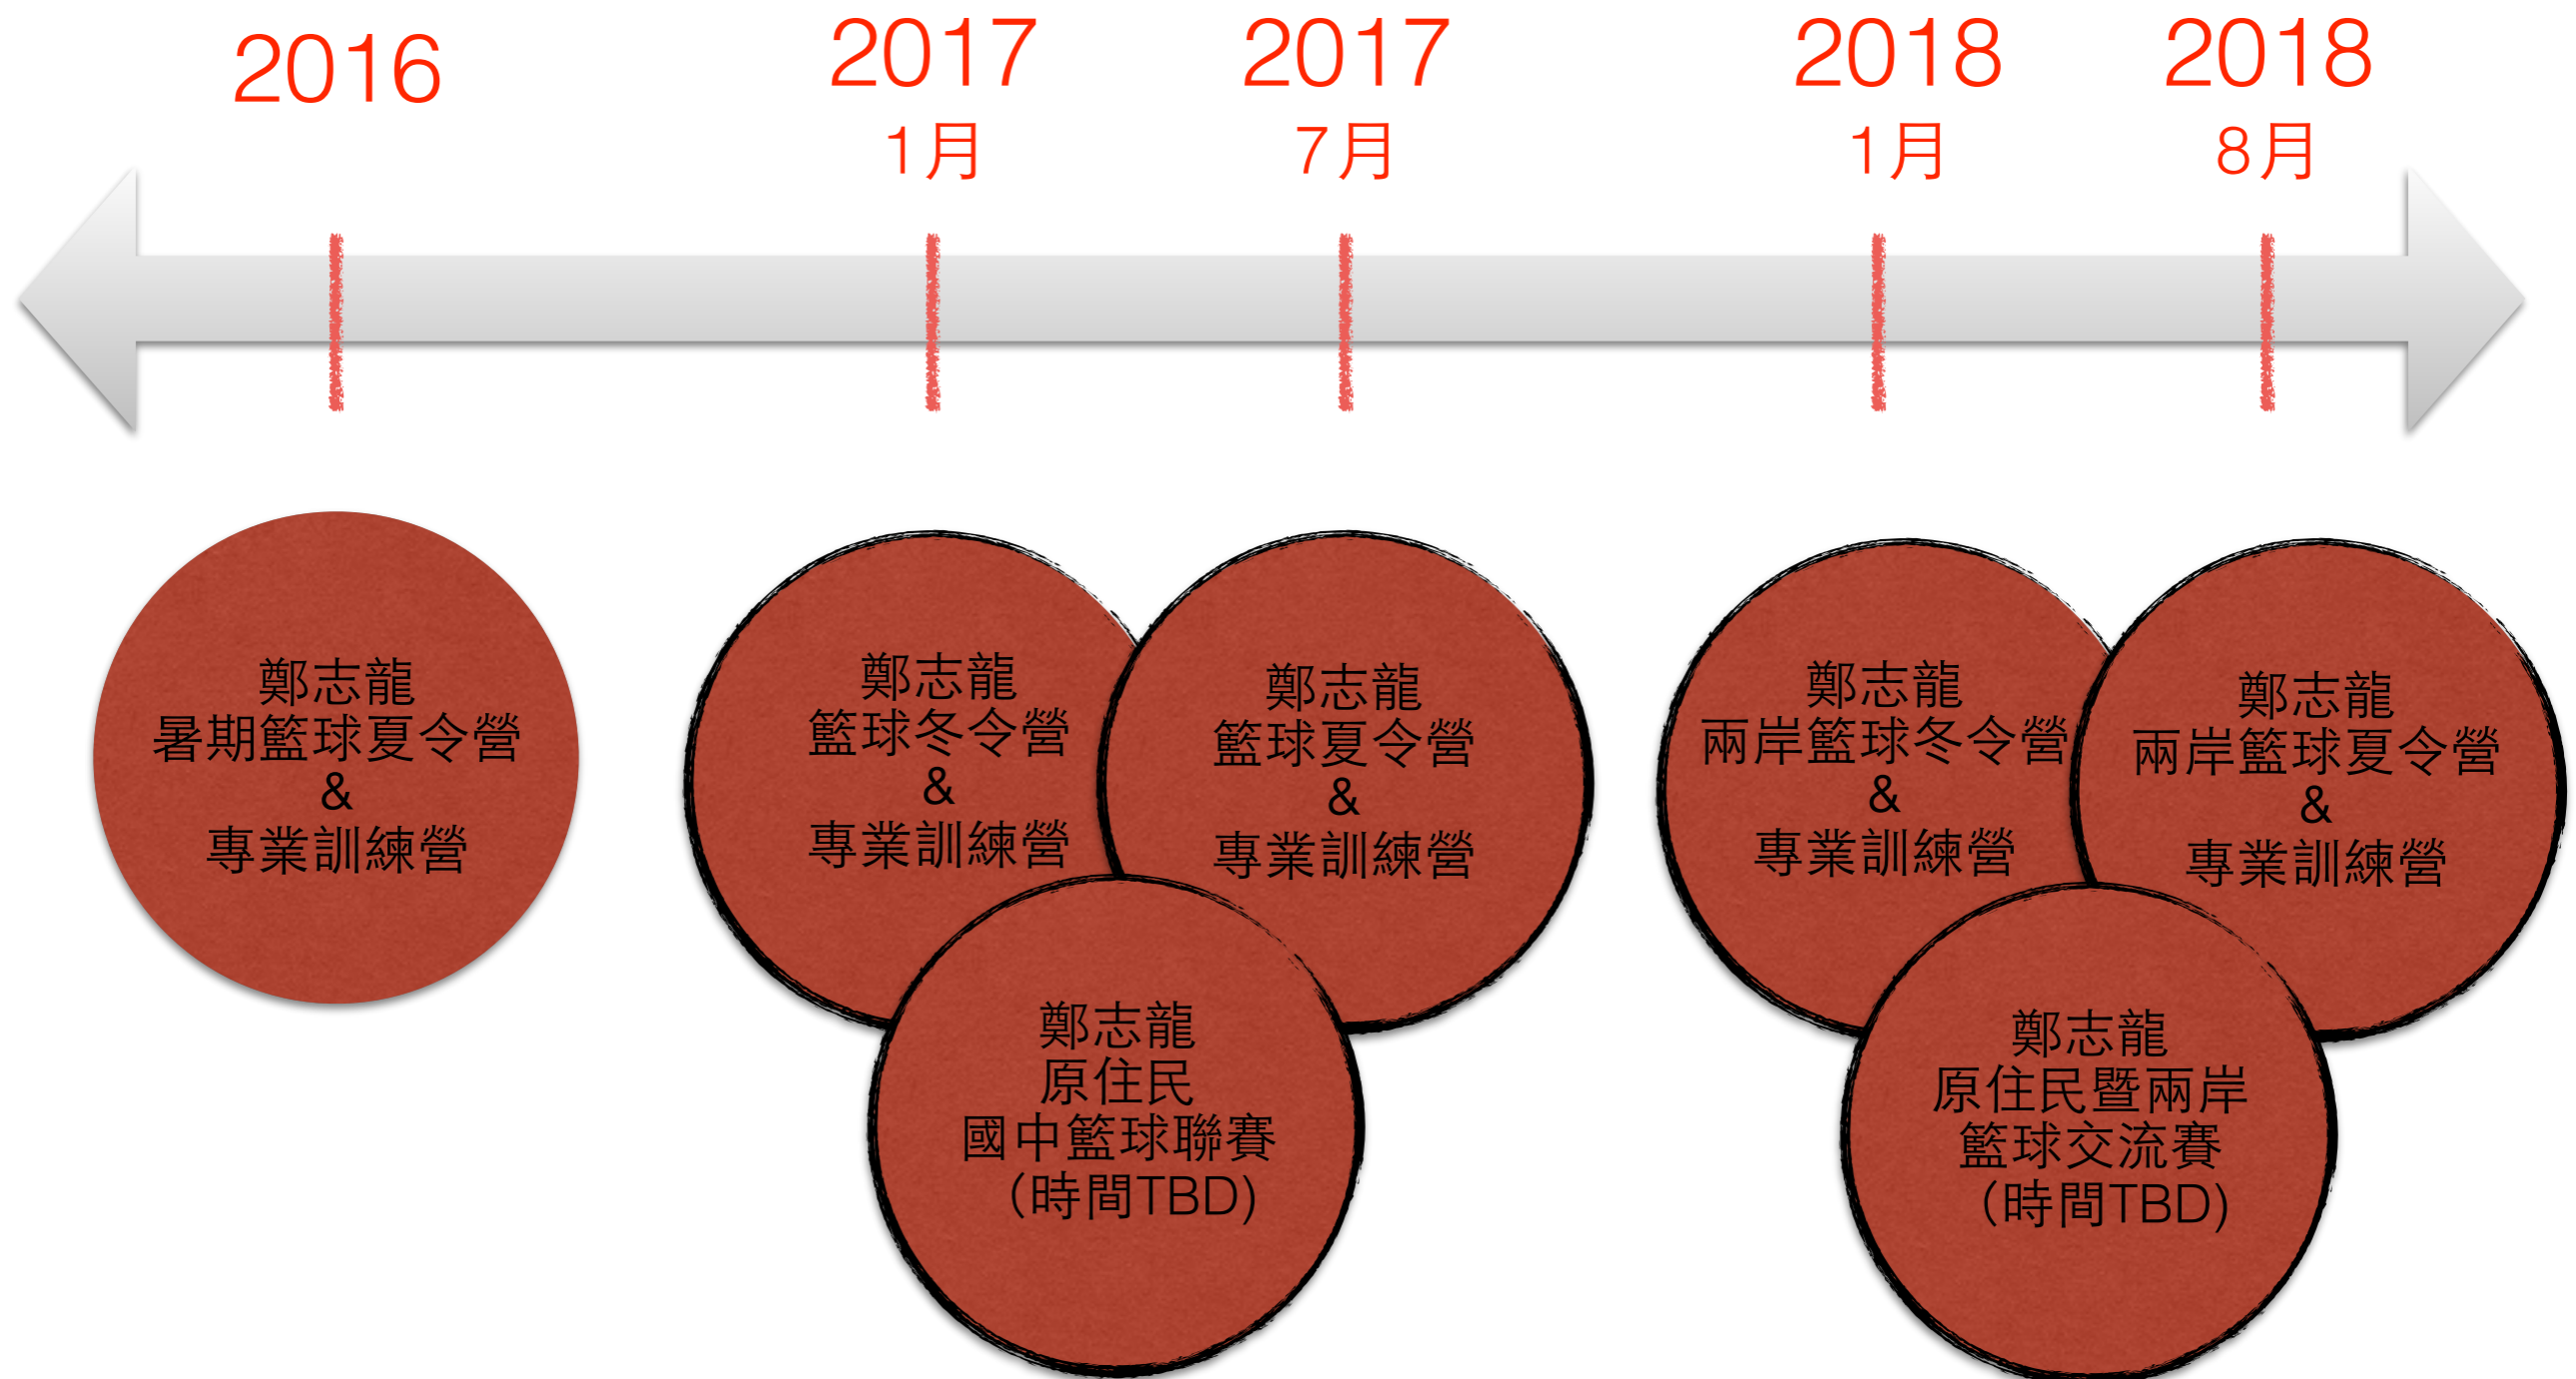 2016
2017
1月
2017
7月
2018
1月
2018
8月
鄭志龍
暑期籃球夏令營
&
專業訓練營
鄭志龍
籃球冬令營
&
專業訓練營
鄭志龍
籃球夏令營
&
專業訓練營
鄭志龍
原住民
國中籃球聯賽
（時間TBD)
鄭志龍
兩岸籃球冬令營
&
專業訓練營
鄭志龍
兩岸籃球夏令營
&
專業訓練營
鄭志龍
原住民暨兩岸
籃球交流賽
（時間TBD)